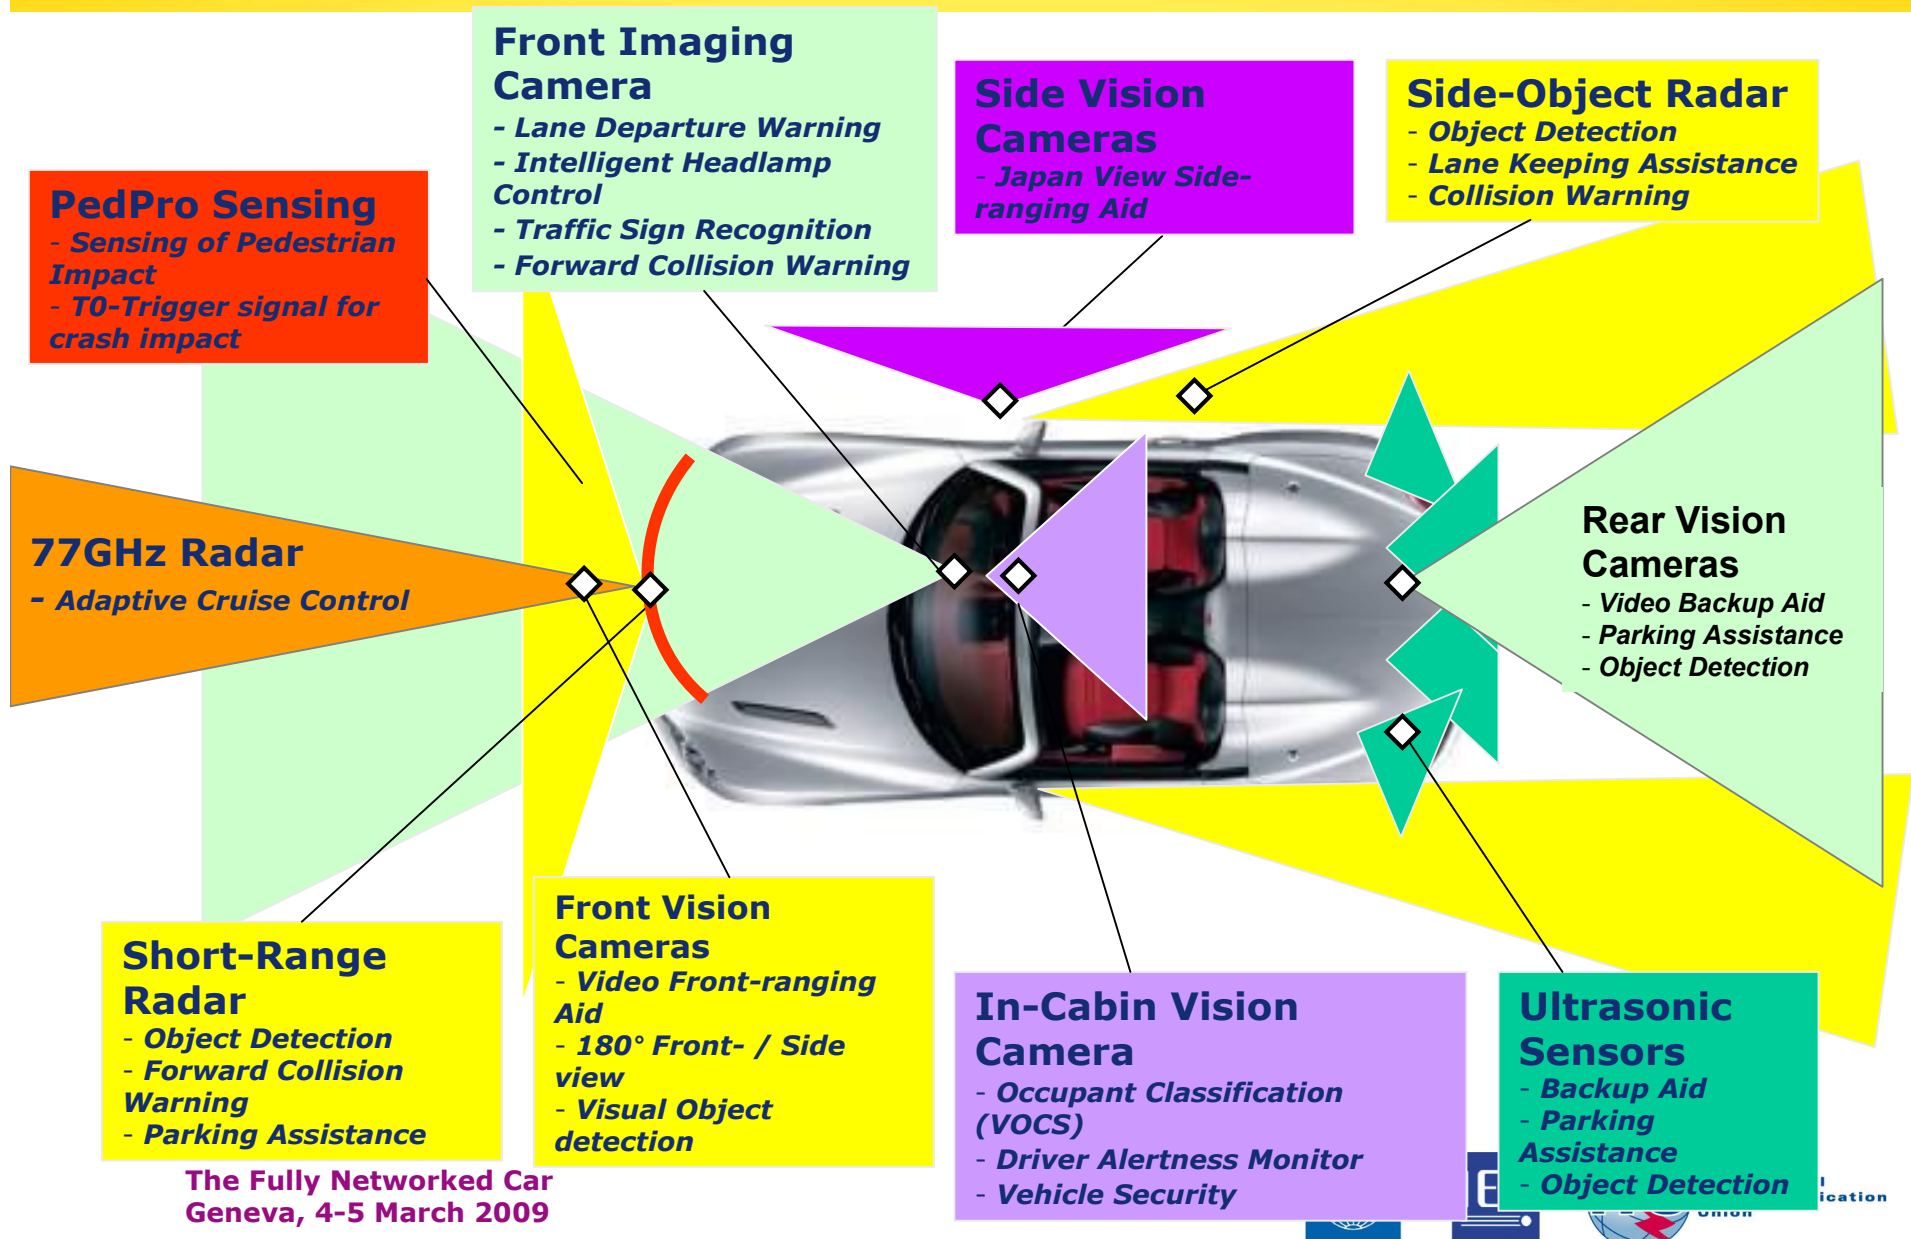 Front Imaging
Camera
- Lane Departure Warning
- Intelligent Headlamp
Control
- Traffic Sign Recognition
- Forward Collision Warning
Side Vision
Cameras
- Japan View Side-
ranging Aid
Side-Object Radar
- Object Detection
- Lane Keeping Assistance
- Collision Warning
PedPro Sensing
- Sensing of Pedestrian
Impact
- T0-Trigger signal for
crash impact
77GHz Radar
- Adaptive Cruise Control
Rear Vision
Cameras
- Video Backup Aid
- Parking Assistance
- Object Detection
Short-Range
Radar
- Object Detection
- Forward Collision
Warning
- Parking Assistance
Front Vision
Cameras
- Video Front-ranging
Aid
- 180° Front- / Side
view
- Visual Object
detection
In-Cabin Vision
Camera
- Occupant Classification
(VOCS)
- Driver Alertness Monitor
- Vehicle Security
Ultrasonic
Sensors
- Backup Aid
- Parking
Assistance
- Object Detection
The Fully Networked Car
Geneva, 4-5 March 2009
ication
Union